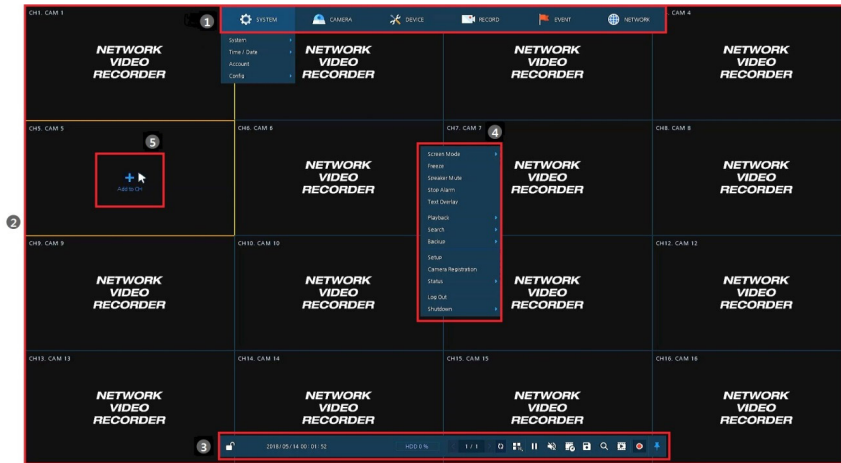 CH1. CAM 1
1
SYSTEM
CAMERA
DEVICE
RECORD
EVENT
NETWORK
CAM 4
System
Time / Date
Account
Config
NETWORK
VIDEO
RECORDER
NETWORK
VIDEO
RECORDER
NETWORK
VIDEO
RECORDER
NETWORK
VIDEO
RECORDER
CH5. CAM 5
5
Add to CH
CH6. CAM 6
NETWORK
VIDEO
RECORDER
CH7. CAM 7
4
Screen Mode
Freeze
Speaker Mute
Stop Alarm
Text Overlay
Playback
Search
Backup
Setup
Camera Registration
Status
Log Out
Shutdown
NETWORK
VIDEO
RECORDER
CH8. CAM 8
NETWORK
VIDEO
RECORDER
2
CH9. CAM 9
NETWORK
VIDEO
RECORDER
CH10. CAM 10
NETWORK
VIDEO
RECORDER
NETWORK
VIDEO
RECORDER
CH12. CAM 12
NETWORK
VIDEO
RECORDER
CH13. CAM 13
NETWORK
VIDEO
RECORDER
CH14. CAM 14
NETWORK
VIDEO
RECORDER
CH15. CAM 15
NETWORK
VIDEO
RECORDER
CH16. CAM 16
NETWORK
VIDEO
RECORDER
3
2018/05/14 00:01:52
HDD 0 %
1 / 1